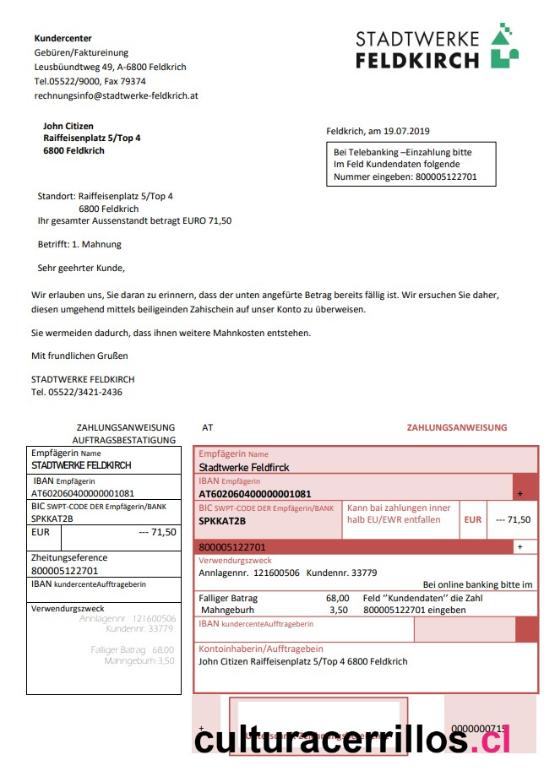 Kundercenter
Gebüren/Faktureinung
Leusbüundtweg 49, A-6800 Feldkrich
Tel.05522/9000, Fax 79374
rechnungsinfo@stadtwerke-feldkrich.at
STADTWERKE
FELDKIRCH
John Citizen
Raiffeisenplatz 5/Top 4
6800 Feldkrich
Feldkrich, am 19.07.2019
Bei Telebanking –Einzahlung bitte
Im Feld Kundendaten folgende
Nummer eingeben: 800005122701
Standort: Raiffeisenplatz 5/Top 4
6800 Feldkrich
Ihr gesamter Aussenstandt betragt EURO 71,50
Betrifft: 1. Mahnung
Sehr geehrter Kunde,
Wir erlauben uns, Sie daran zu erinnern, dass der unten angefürte Betrag bereits fällig ist. Wir ersuchen Sie daher,
diesen umgehend mittels beiligeinden Zahischein auf unser Konto zu überweisen.
Sie vermeiden dadurch, dass ihnen weitere Mahnkosten entstehen.
Mit frundlichen Grußen
STADTWERKE FELDKIRCH
Tel. 05522/3421-2436
ZAHLUNGSANWEISUNG
AUFTRAGSBESTATIGUNG
Empfägerin Name
STADTWERKE FELDKIRCH
IBAN Empfägerin
AT602060400000001081
BIC SWPT-CODE DER Empfägerin/BANK
SPKKAT2B
EUR --- 71,50
Zheitungseference
800005122701
IBAN kundercenteAufftrageberin
Verwendungszweck
Annlagennr 121600506
Kundennr. 33779
Falliger Batrag 68,00
Mahngebum 3,50
AT ZAHLUNGSANWEISUNG
Empfägerin Name
Stadtwerke Feldfirck
IBAN Empfägerin
AT602060400000001081 +
BIC SWPT-CODE DER Empfägerin/BANK
SPKKAT2B
Kann bai zahlungen inner
halb EU/EWR entfallen
EUR --- 71,50
800005122701 +
Verwendungszweck
Annlagennr. 121600506 Kundennr. 33779
Bei online banking bitte im
Falliger Batrag 68,00 Feld ‘‘Kundendaten’’ die Zahl
Mahngeburh 3,50 800005122701 eingeben
IBAN kundercenteAufftrageberin
Kontoinhaberin/Aufftragebein
John Citizen Raiffeisenplatz 5/Top 4 6800 Feldkrich
+
0000000715
culturacerrillos.cl